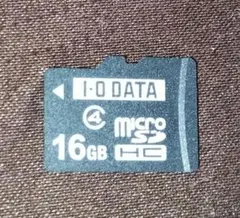 I-O DATA
4 micro
SD
16GB HC